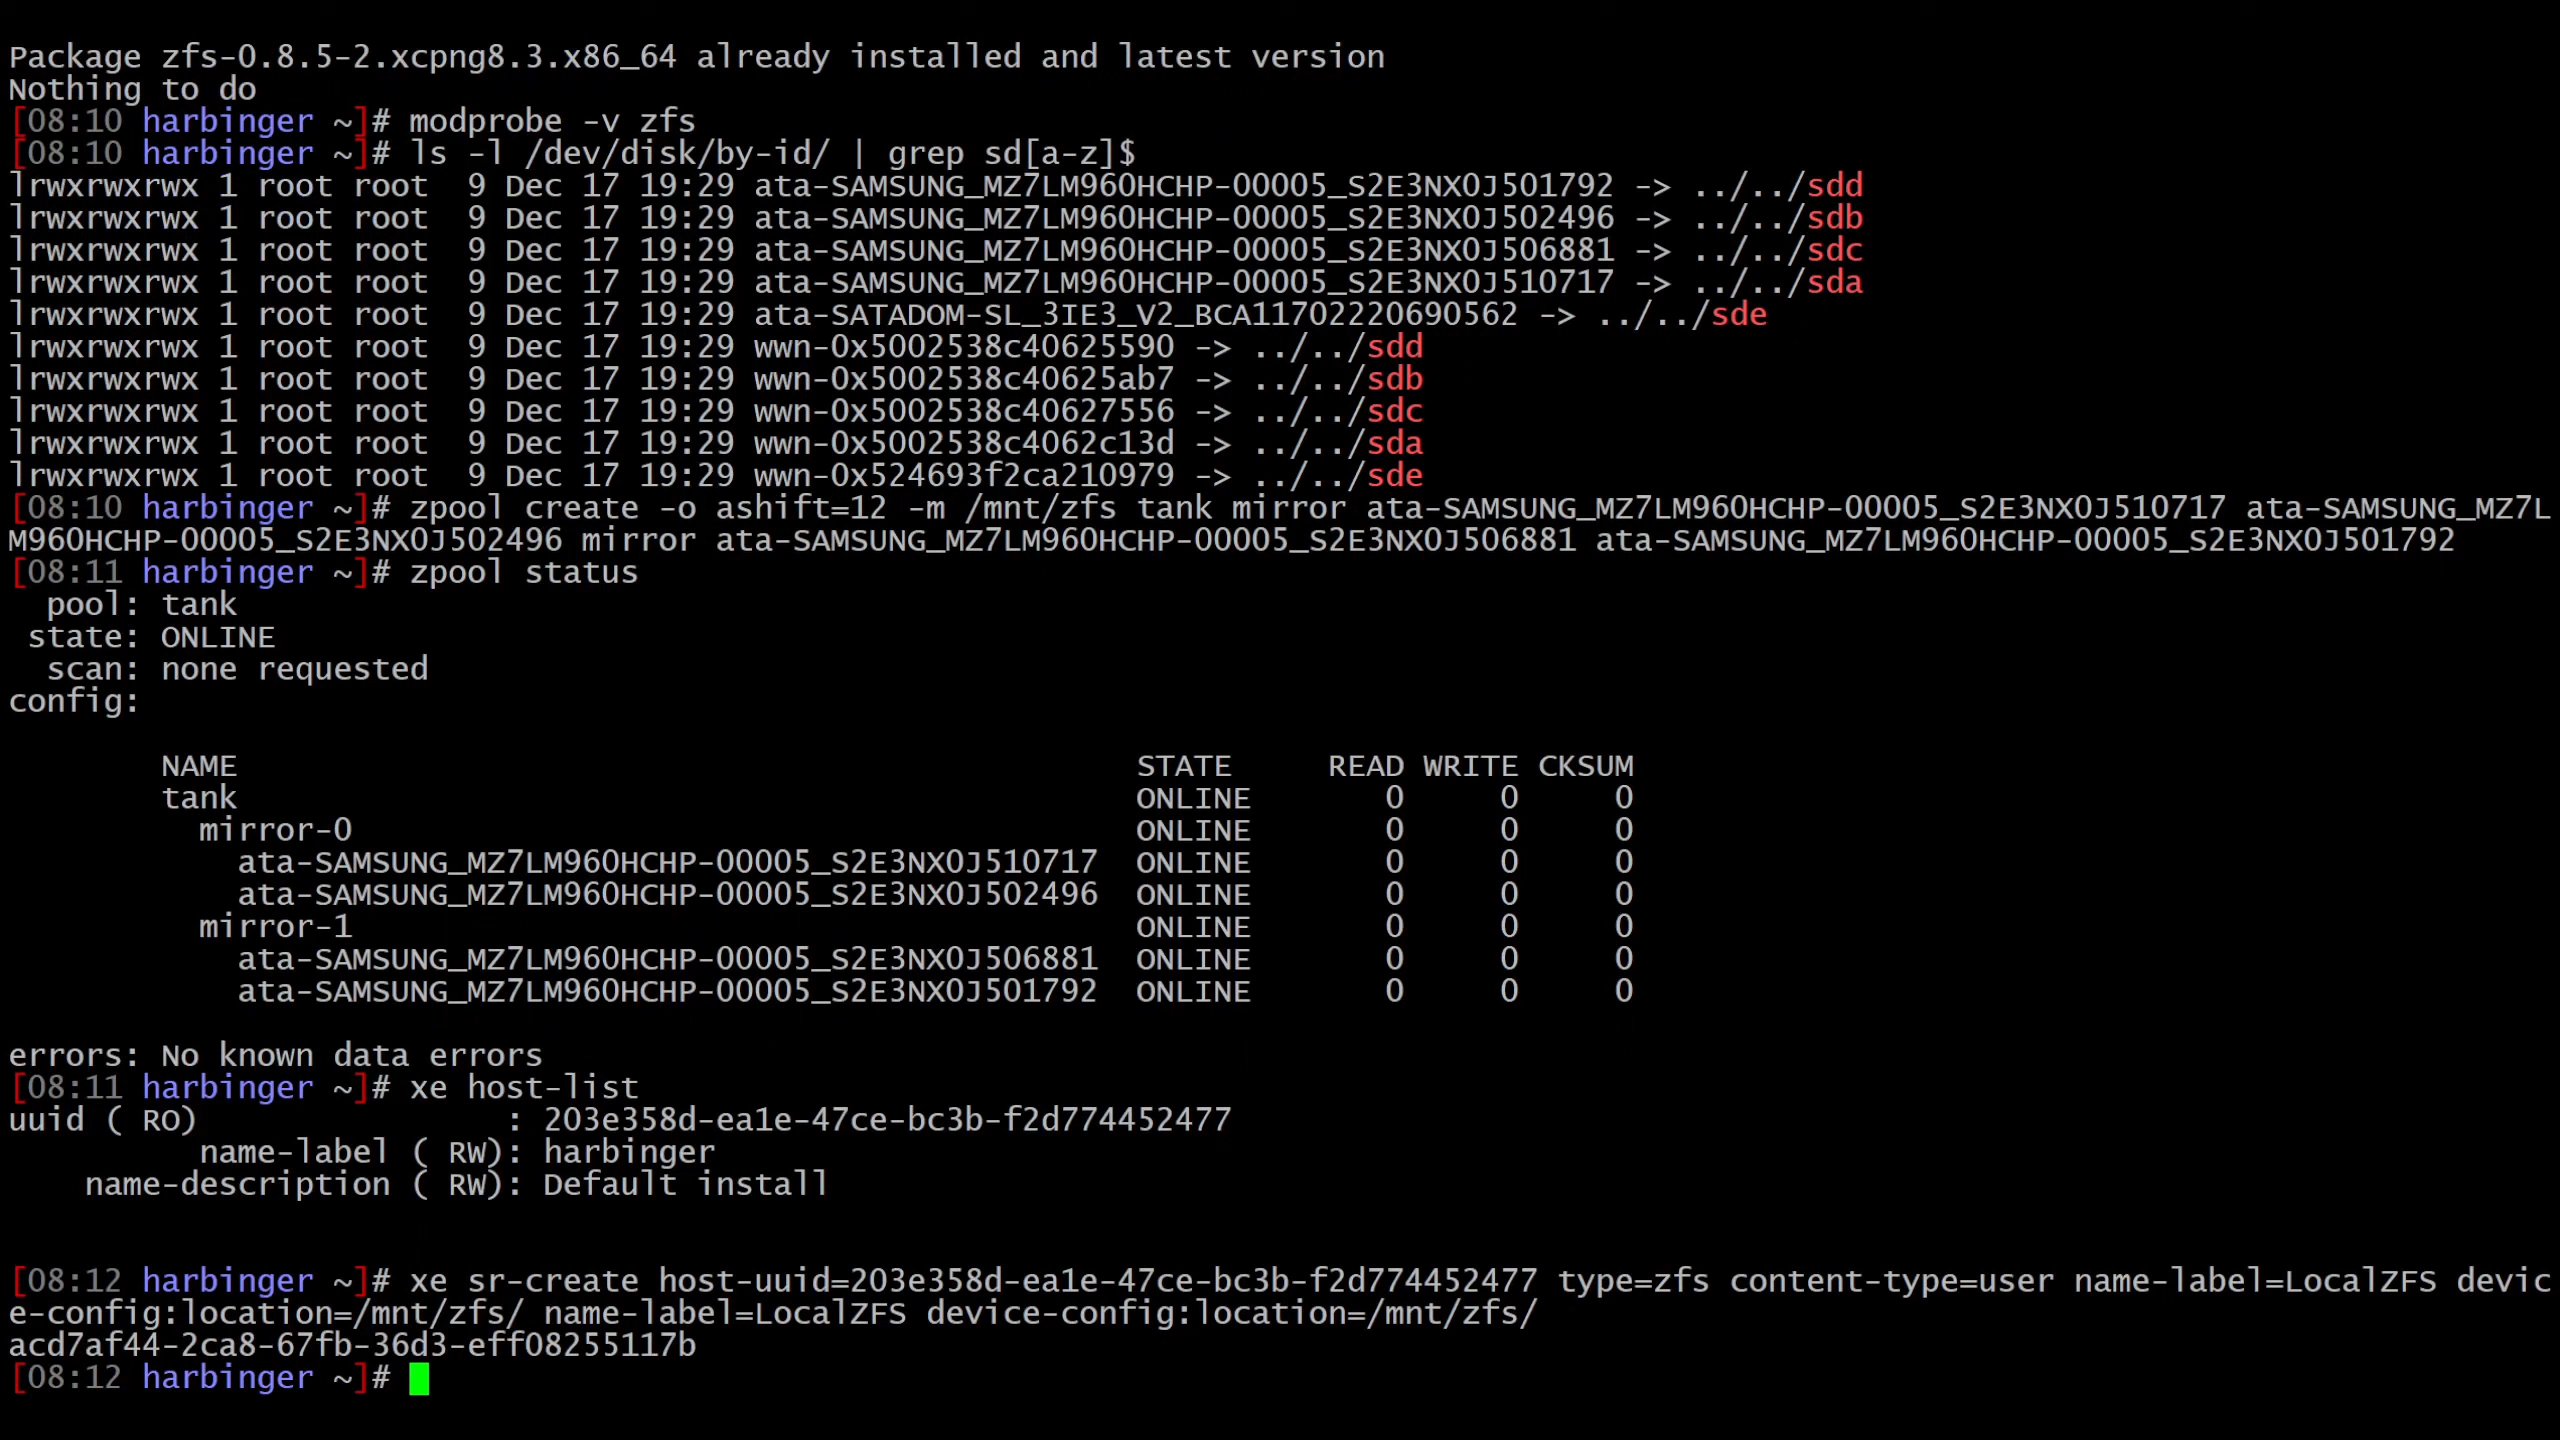 Package zfs-0.8.5-2.xcpng8.3.x86_64 already installed and latest version
Nothing to do
[08:10 harbinger ~]# modprobe -v zfs
[08:10 harbinger ~]# ls -l /dev/disk/by-id/ | grep sd[a-z]$
lrwxrwxrwx 1 root root  9 Dec 17 19:29 ata-SAMSUNG_MZ7LM960HCHP-00005_S2E3NX0J501792 -> ../../sdd
lrwxrwxrwx 1 root root  9 Dec 17 19:29 ata-SAMSUNG_MZ7LM960HCHP-00005_S2E3NX0J502496 -> ../../sdb
lrwxrwxrwx 1 root root  9 Dec 17 19:29 ata-SAMSUNG_MZ7LM960HCHP-00005_S2E3NX0J506881 -> ../../sdc
lrwxrwxrwx 1 root root  9 Dec 17 19:29 ata-SAMSUNG_MZ7LM960HCHP-00005_S2E3NX0J510717 -> ../../sda
lrwxrwxrwx 1 root root  9 Dec 17 19:29 ata-SATADOM-SL_3IE3_V2_BCA11702220690562 -> ../../sde
lrwxrwxrwx 1 root root  9 Dec 17 19:29 wwn-0x5002538c40625590 -> ../../sdd
lrwxrwxrwx 1 root root  9 Dec 17 19:29 wwn-0x5002538c40625ab7 -> ../../sdb
lrwxrwxrwx 1 root root  9 Dec 17 19:29 wwn-0x5002538c40627556 -> ../../sdc
lrwxrwxrwx 1 root root  9 Dec 17 19:29 wwn-0x5002538c4062c13d -> ../../sda
lrwxrwxrwx 1 root root  9 Dec 17 19:29 wwn-0x524693f2ca210979 -> ../../sde
[08:10 harbinger ~]# zpool create -o ashift=12 -m /mnt/zfs tank mirror ata-SAMSUNG_MZ7LM960HCHP-00005_S2E3NX0J510717 ata-SAMSUNG_MZ7L
M960HCHP-00005_S2E3NX0J502496 mirror ata-SAMSUNG_MZ7LM960HCHP-00005_S2E3NX0J506881 ata-SAMSUNG_MZ7LM960HCHP-00005_S2E3NX0J501792
[08:11 harbinger ~]# zpool status
  pool: tank
 state: ONLINE
  scan: none requested
config:

        NAME                                               STATE     READ WRITE CKSUM
        tank                                               ONLINE       0     0     0
          mirror-0                                         ONLINE       0     0     0
            ata-SAMSUNG_MZ7LM960HCHP-00005_S2E3NX0J510717  ONLINE       0     0     0
            ata-SAMSUNG_MZ7LM960HCHP-00005_S2E3NX0J502496  ONLINE       0     0     0
          mirror-1                                         ONLINE       0     0     0
            ata-SAMSUNG_MZ7LM960HCHP-00005_S2E3NX0J506881  ONLINE       0     0     0
            ata-SAMSUNG_MZ7LM960HCHP-00005_S2E3NX0J501792  ONLINE       0     0     0

errors: No known data errors
[08:11 harbinger ~]# xe host-list
uuid ( RO)                : 203e358d-ea1e-47ce-bc3b-f2d774452477
          name-label ( RW): harbinger
    name-description ( RW): Default install

[08:12 harbinger ~]# xe sr-create host-uuid=203e358d-ea1e-47ce-bc3b-f2d774452477 type=zfs content-type=user name-label=LocalZFS devic
e-config:location=/mnt/zfs/ name-label=LocalZFS device-config:location=/mnt/zfs/
acd7af44-2ca8-67fb-36d3-eff08255117b
[08:12 harbinger ~]#